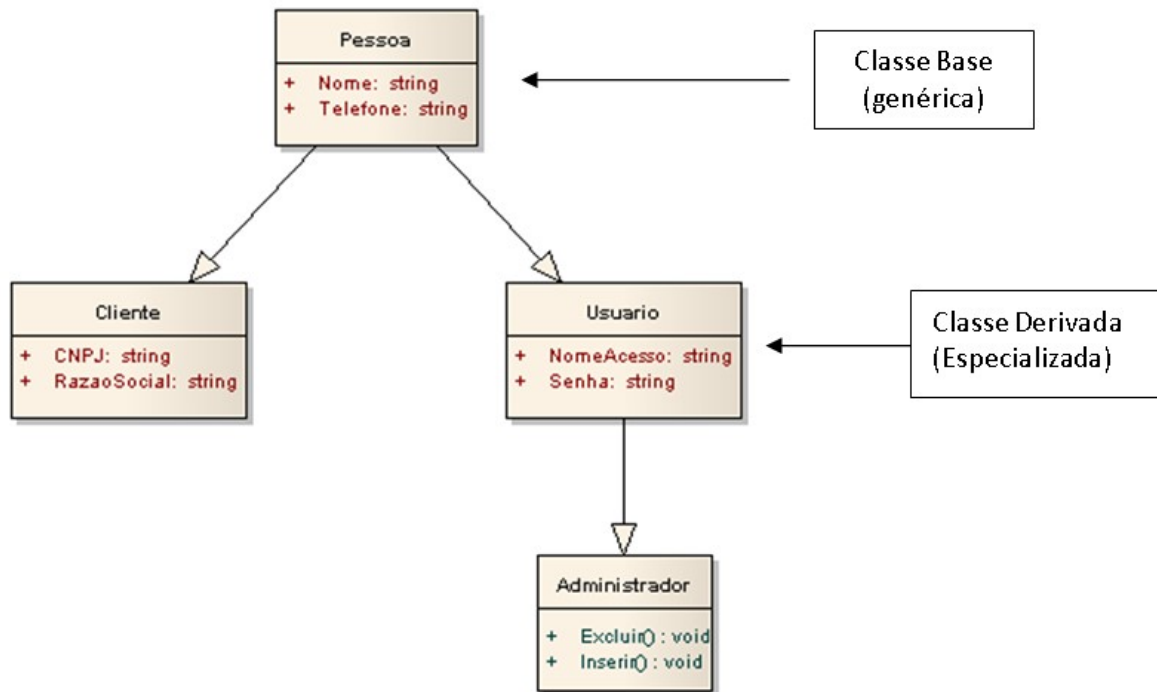 Pessoa
+ Nome: string
+ Telefone: string
Classe Base
(genérica)
Cliente
+ CNPJ: string
+ RazaoSocial: string
Usuario
+ NomeAcesso: string
+ Senha: string
Classe Derivada
(Especializada)
Administrador
+ Excluir() : void
+ Inserir() : void